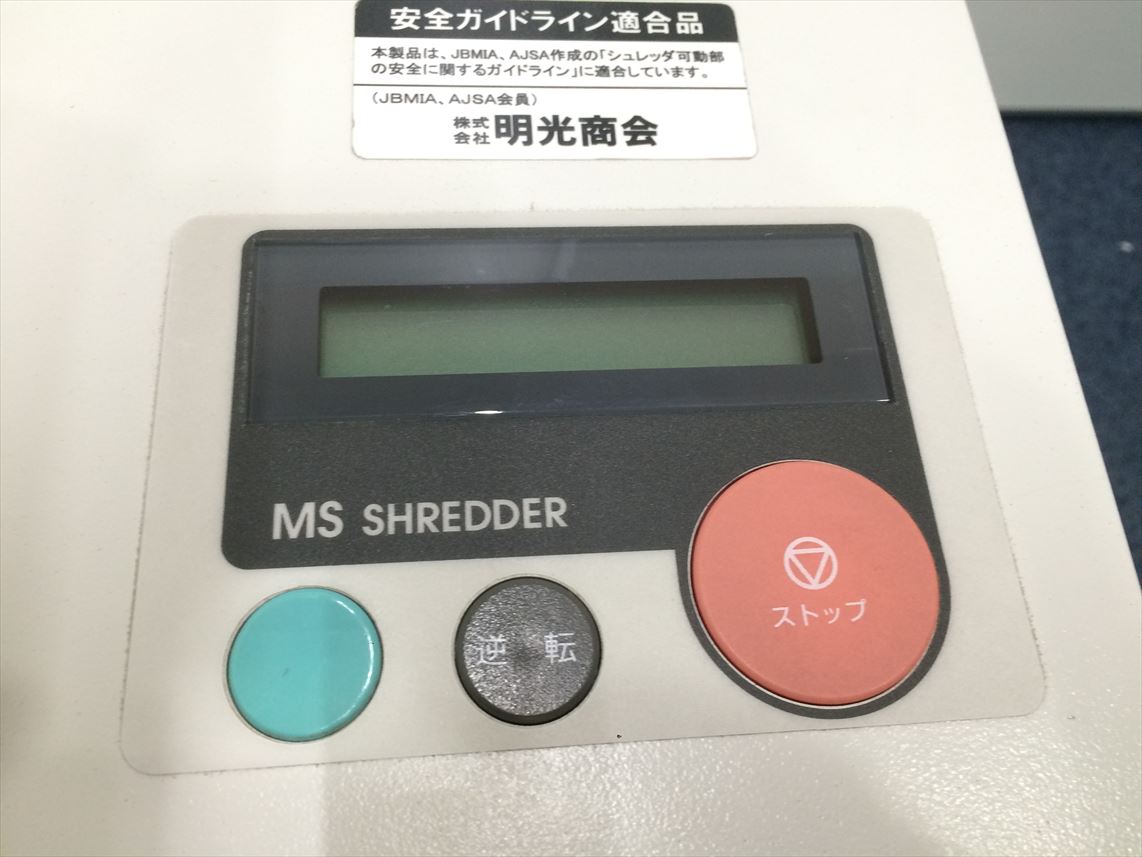 安全ガイドライン適合品
本製品は、JBMIA、AJSA作成の「シュレッダ可動部
の安全に関するガイドライン」に適合しています。
(JBMIA、AJSA会員)
株式会社 明光商会
MS SHREDDER
逆 転
ストップ